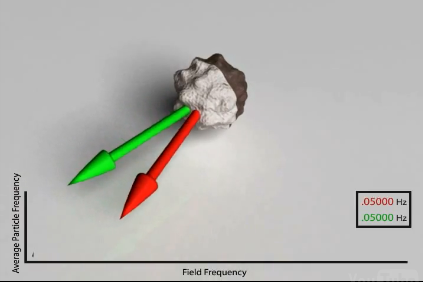 .05000 Hz
.05000 Hz
Average Particle Frequency
Field Frequency